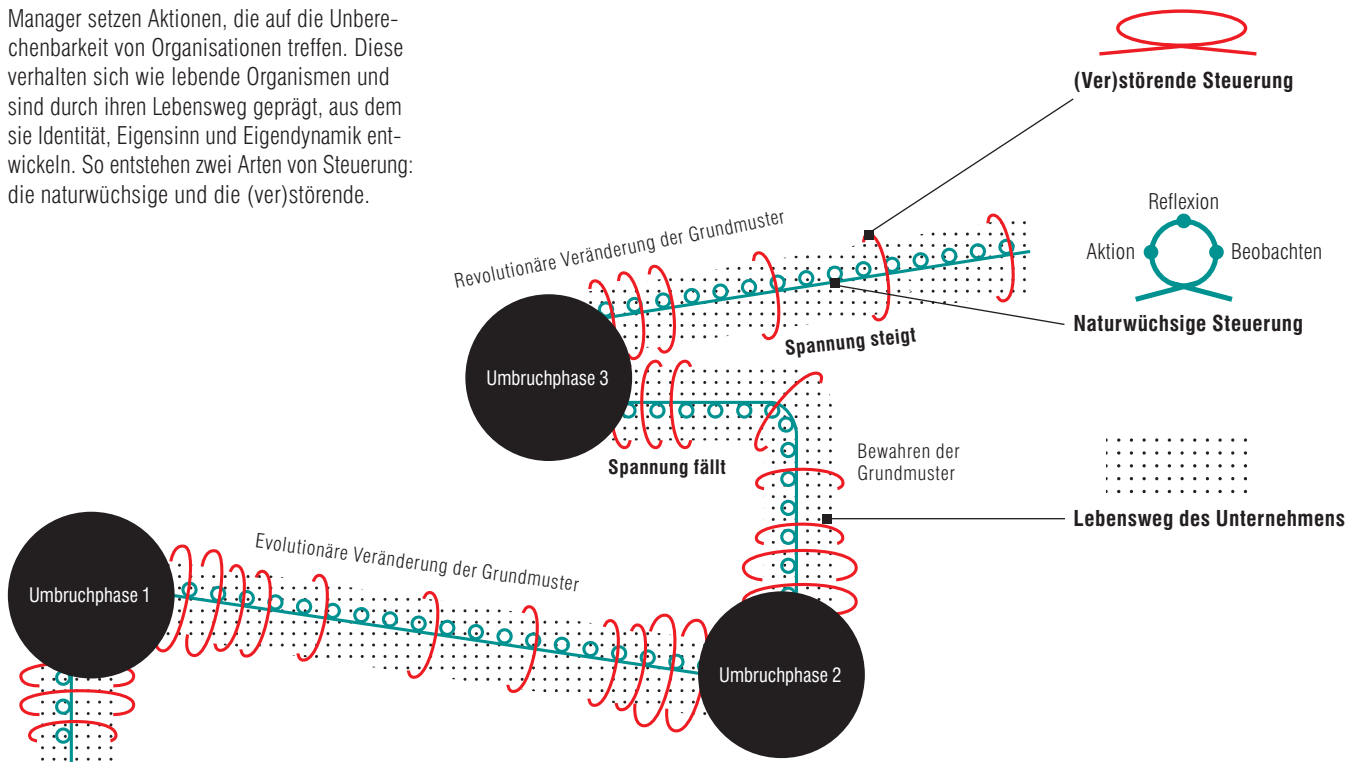 Manager setzen Aktionen, die auf die Unbere-
chenbarkeit von Organisationen treffen. Diese
verhalten sich wie lebende Organismen und
sind durch ihren Lebensweg geprägt, aus dem
sie Identität, Eigensinn und Eigendynamik ent-
wickeln. So entstehen zwei Arten von Steuerung:
die naturwüchsige und die (ver)störende.
(Ver)störende Steuerung
Reflexion
Aktion
Beobachten
Naturwüchsige Steuerung
Revolutionäre Veränderung der Grundmuster
Spannung steigt
Umbruchphase 3
Spannung fällt
Bewahren der
Grundmuster
Lebensweg des Unternehmens
Evolutionäre Veränderung der Grundmuster
Umbruchphase 1
Umbruchphase 2